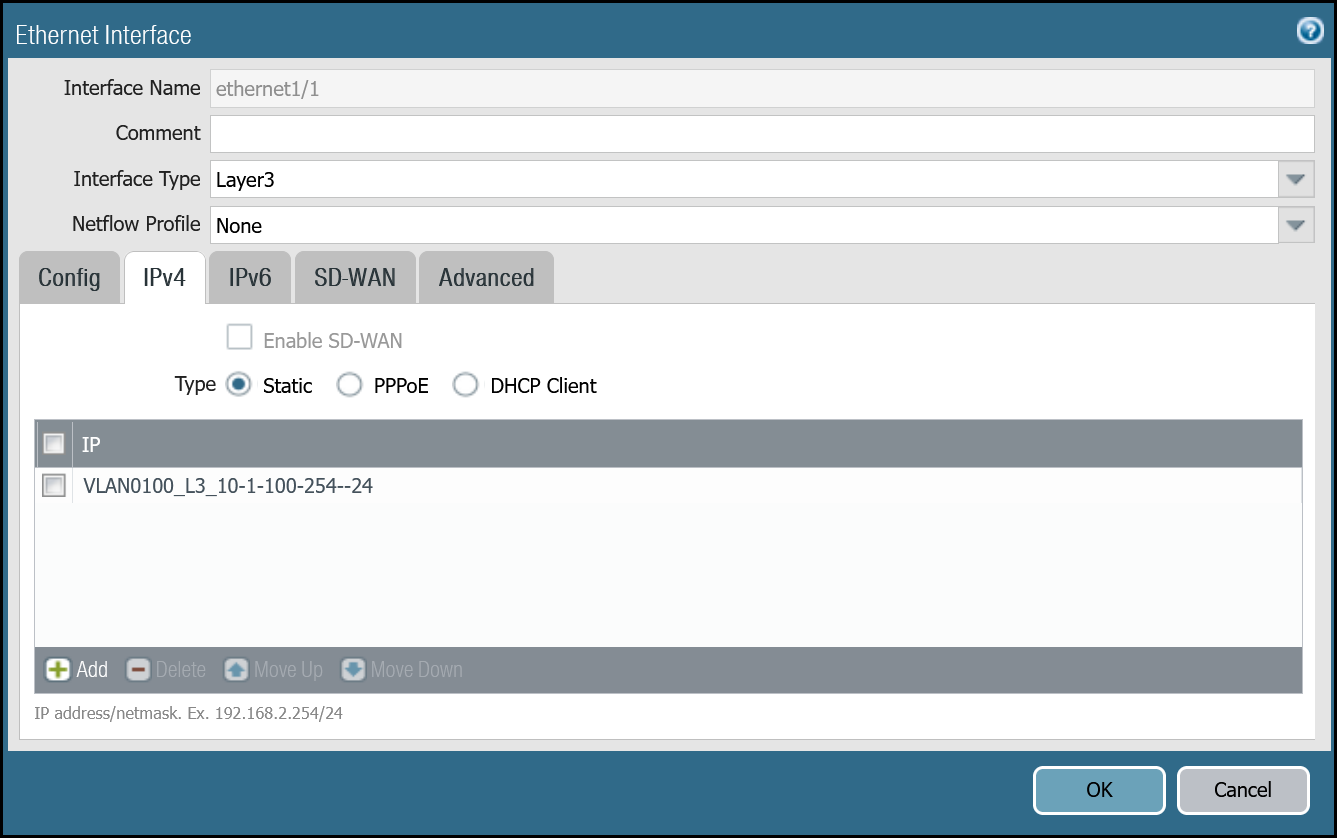 Ethernet Interface
Interface Name ethernet1/1
Comment
Interface Type Layer3
Netflow Profile None
Config IPv4 IPv6 SD-WAN Advanced
Enable SD-WAN
Type Static PPPoE DHCP Client
IP
VLAN0100_L3_10-1-100-254--24
Add Delete Move Up Move Down
IP address/netmask. Ex. 192.168.2.254/24
OK Cancel